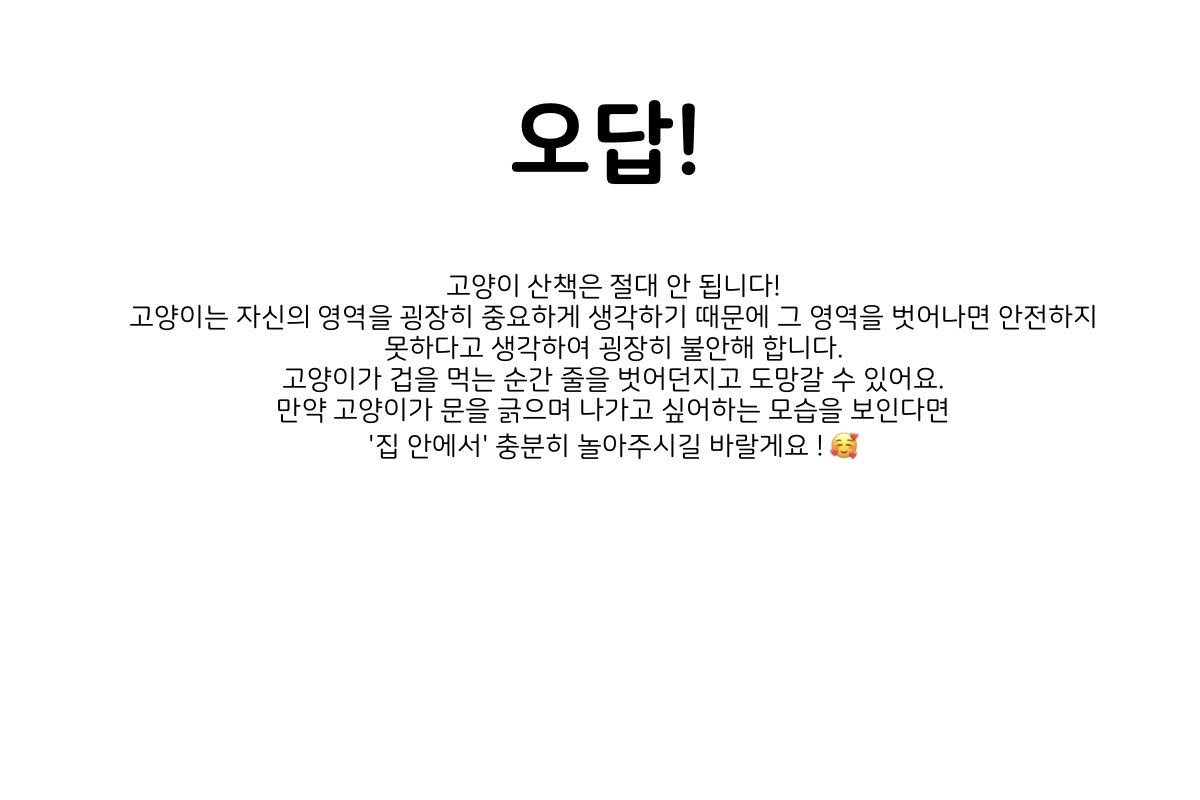 오답!
고양이 산책은 절대 안 됩니다!
고양이는 자신의 영역을 굉장히 중요하게 생각하기 때문에 그 영역을 벗어나면 안전하지
못하다고 생각하여 굉장히 불안해 합니다.
고양이가 겁을 먹는 순간 줄을 벗어던지고 도망갈 수 있어요.
만약 고양이가 문을 긁으며 나가고 싶어하는 모습을 보인다면
'집 안에서' 충분히 놀아주시길 바랄게요 ! 🥰